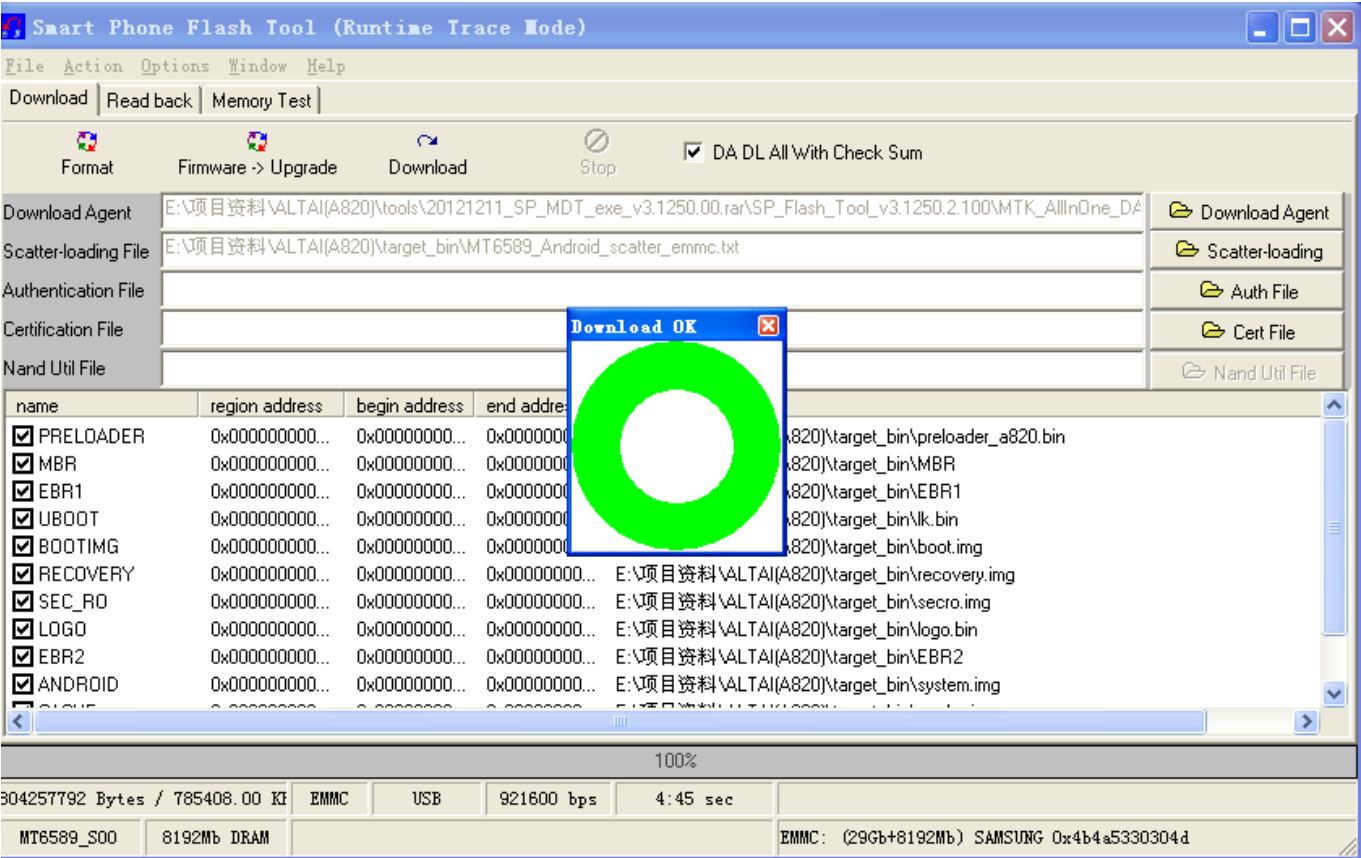 Smart Phone Flash Tool (Runtime Trace Mode)
File Action Options Window Help
Download Read back Memory Test
Format Firmware -> Upgrade Download Stop DA DL All With Check Sum
Download Agent E:\项目资料\ALTAI(A820)\tools\20121211_SP_MDT_exe_v3.1250.00.rar\SP_Flash_Tool_v3.1250.2.100\MTK_AllInOne_DA Download Agent
Scatter-loading File E:\项目资料\ALTAI(A820)\target_bin\MT6589_Android_scatter_emmc.txt Scatter-loading
Authentication File Auth File
Certification File Download OK Cert File
Nand Util File Nand Util File
name region address begin address end addre
PRELOADER 0x000000000... 0x00000000... 0x0000000 820)\target_bin\preloader_a820.bin
MBR 0x000000000... 0x00000000... 0x0000000 820)\target_bin\MBR
EBR1 0x000000000... 0x00000000... 0x0000000 820)\target_bin\EBR1
UBOOT 0x000000000... 0x00000000... 0x0000000 820)\target_bin\lk.bin
BOOTIMG 0x000000000... 0x00000000... 0x0000000 820)\target_bin\boot.img
RECOVERY 0x000000000... 0x00000000... 0x00000000... E:\项目资料\ALTAI(A820)\target_bin\recovery.img
SEC_RO 0x000000000... 0x00000000... 0x00000000... E:\项目资料\ALTAI(A820)\target_bin\secro.img
LOGO 0x000000000... 0x00000000... 0x00000000... E:\项目资料\ALTAI(A820)\target_bin\logo.bin
EBR2 0x000000000... 0x00000000... 0x00000000... E:\项目资料\ALTAI(A820)\target_bin\EBR2
ANDROID 0x000000000... 0x00000000... 0x00000000... E:\项目资料\ALTAI(A820)\target_bin\system.img
100%
804257792 Bytes / 785408.00 KB EMMC USB 921600 bps 4:45 sec
MT6589_S00 8192Mb DRAM EMMC: (29Gb+8192Mb) SAMSUNG 0x4b4a5330304d